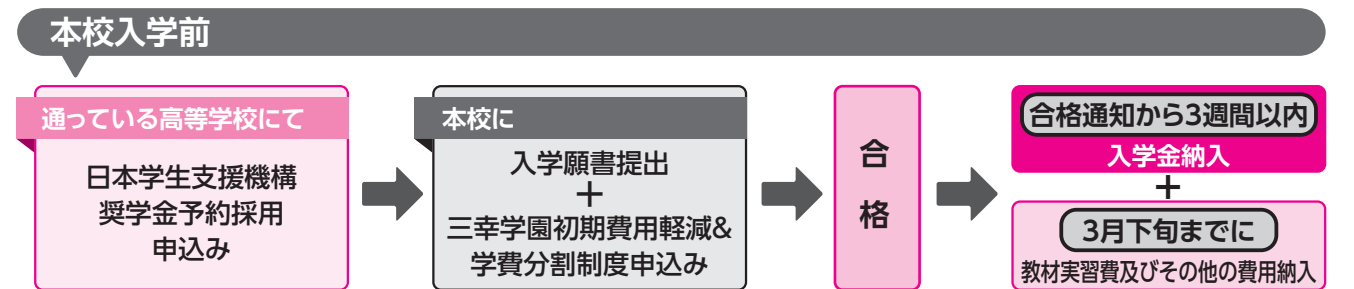 本校入学前
通っている高等学校にて
日本学生支援機構
奨学金予約採用
申込み
本校に
入学願書提出
＋
三幸学園初期費用軽減&
学費分割制度申込み
合
格
合格通知から3週間以内
入学金納入
＋
3月下旬までに
教材実習費及びその他の費用納入